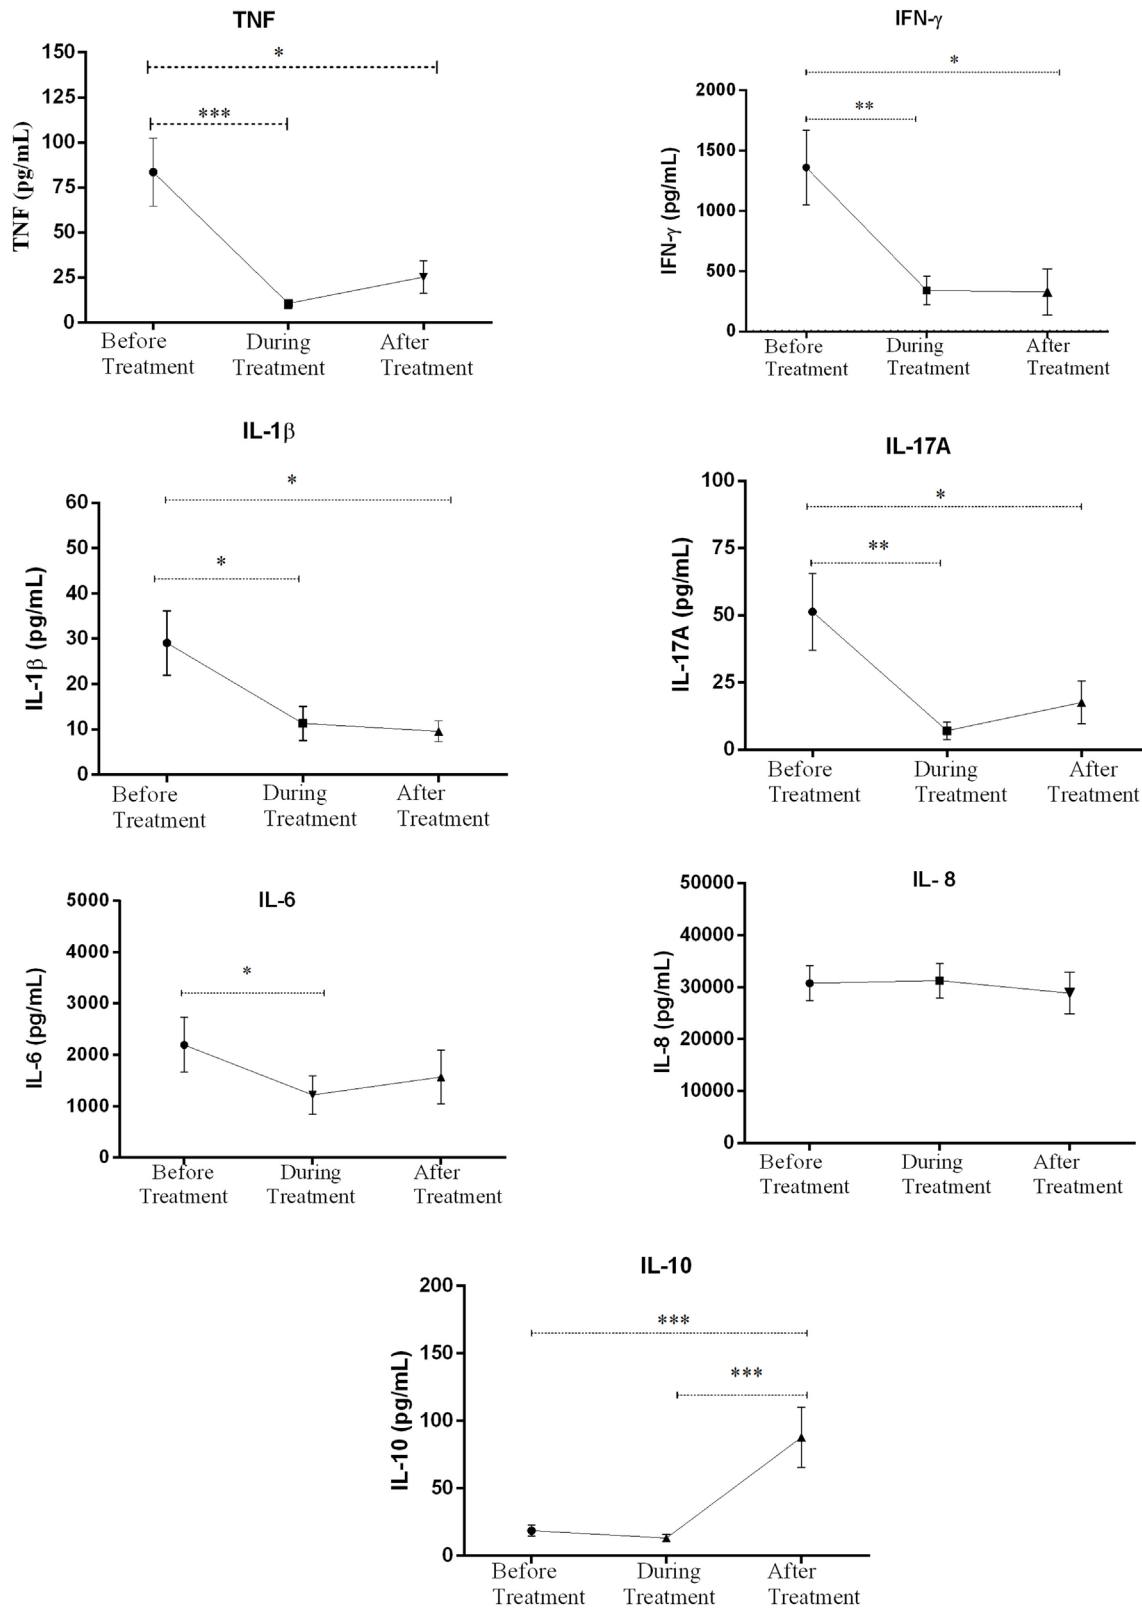 TNF
*
***
150
125
100
75
50
25
0
TNF (pg/mL)
Before
Treatment
During
Treatment
After
Treatment
IFN-γ
*
**
2000
1500
1000
500
0
IFN-γ (pg/mL)
Before
Treatment
During
Treatment
After
Treatment
IL-1β
*
*
60
50
40
30
20
10
0
IL-1β (pg/mL)
Before
Treatment
During
Treatment
After
Treatment
IL-17A
*
**
100
75
50
25
0
IL-17A (pg/mL)
Before
Treatment
During
Treatment
After
Treatment
IL-6
*
5000
4000
3000
2000
1000
0
IL-6 (pg/mL)
Before
Treatment
During
Treatment
After
Treatment
IL- 8
50000
40000
30000
20000
10000
0
IL-8 (pg/mL)
Before
Treatment
During
Treatment
After
Treatment
IL-10
***
***
200
150
100
50
0
IL-10 (pg/mL)
Before
Treatment
During
Treatment
After
Treatment